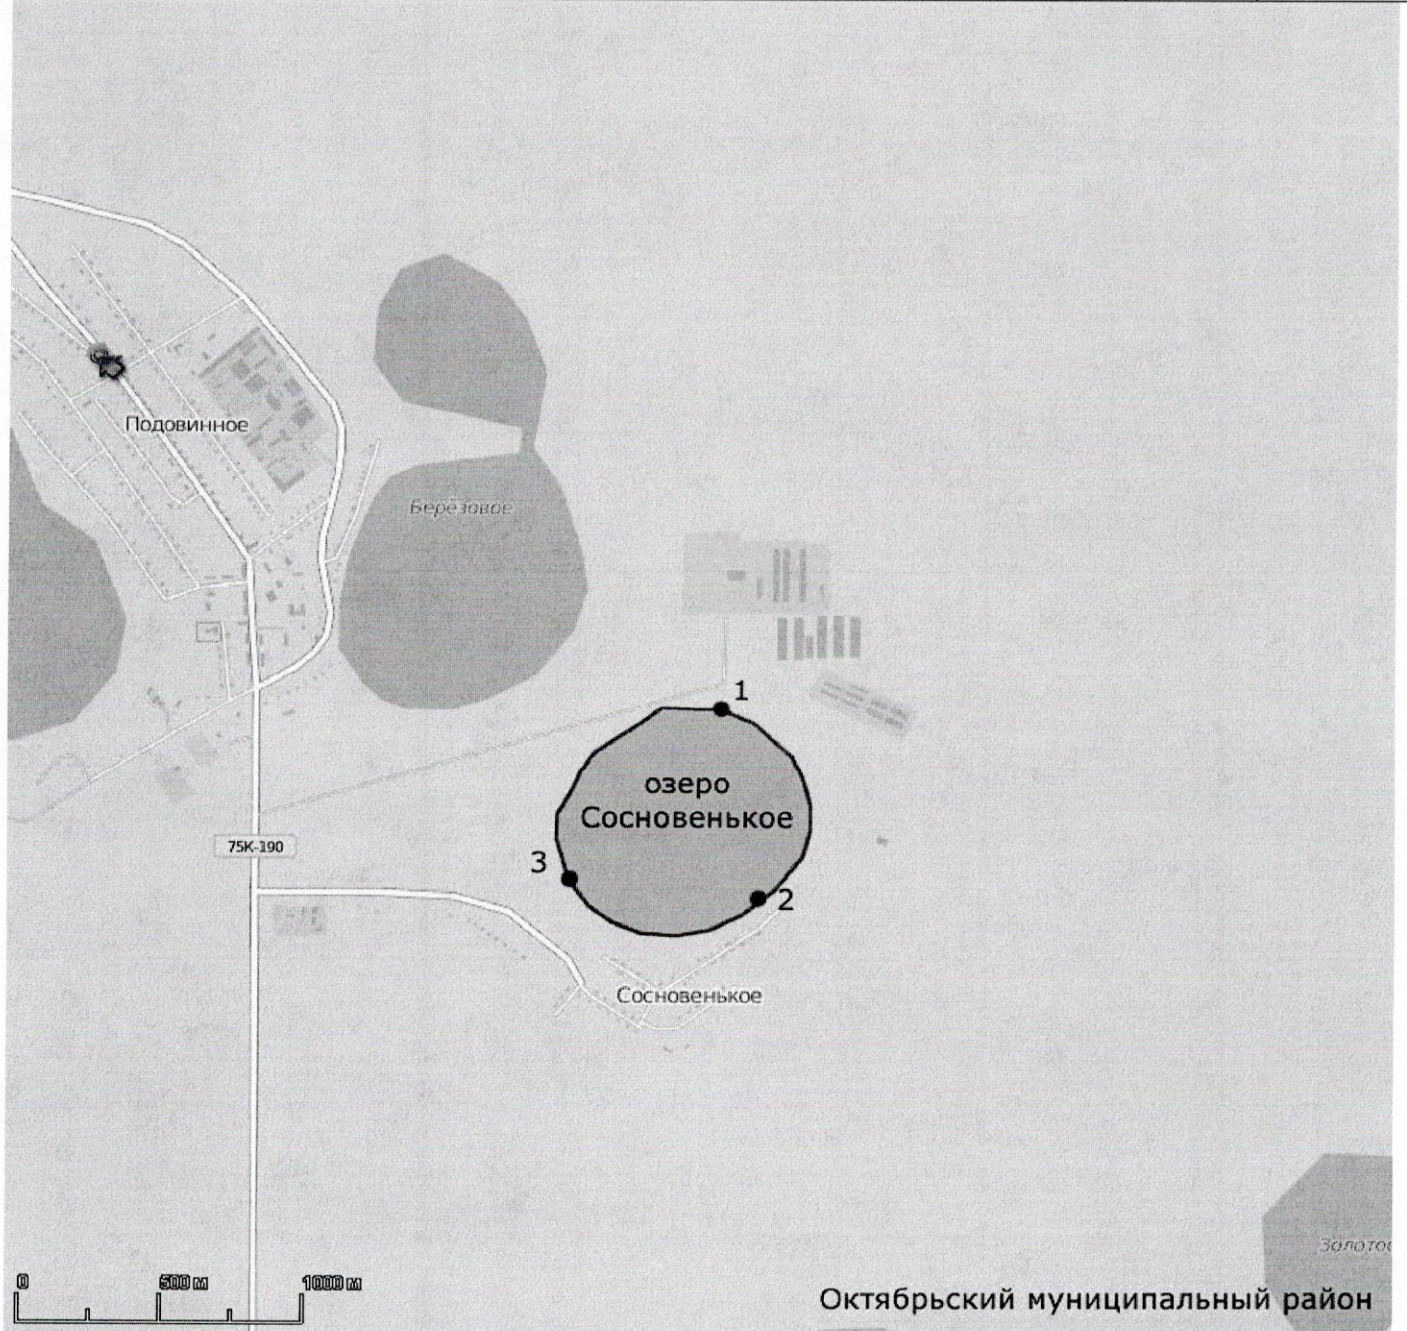 Подовинное
Берёзовое
1
озеро
Сосновенькое
75К-190
3
2
Сосновенькое
0 500 м 1000 м
Октябрьский муниципальный район